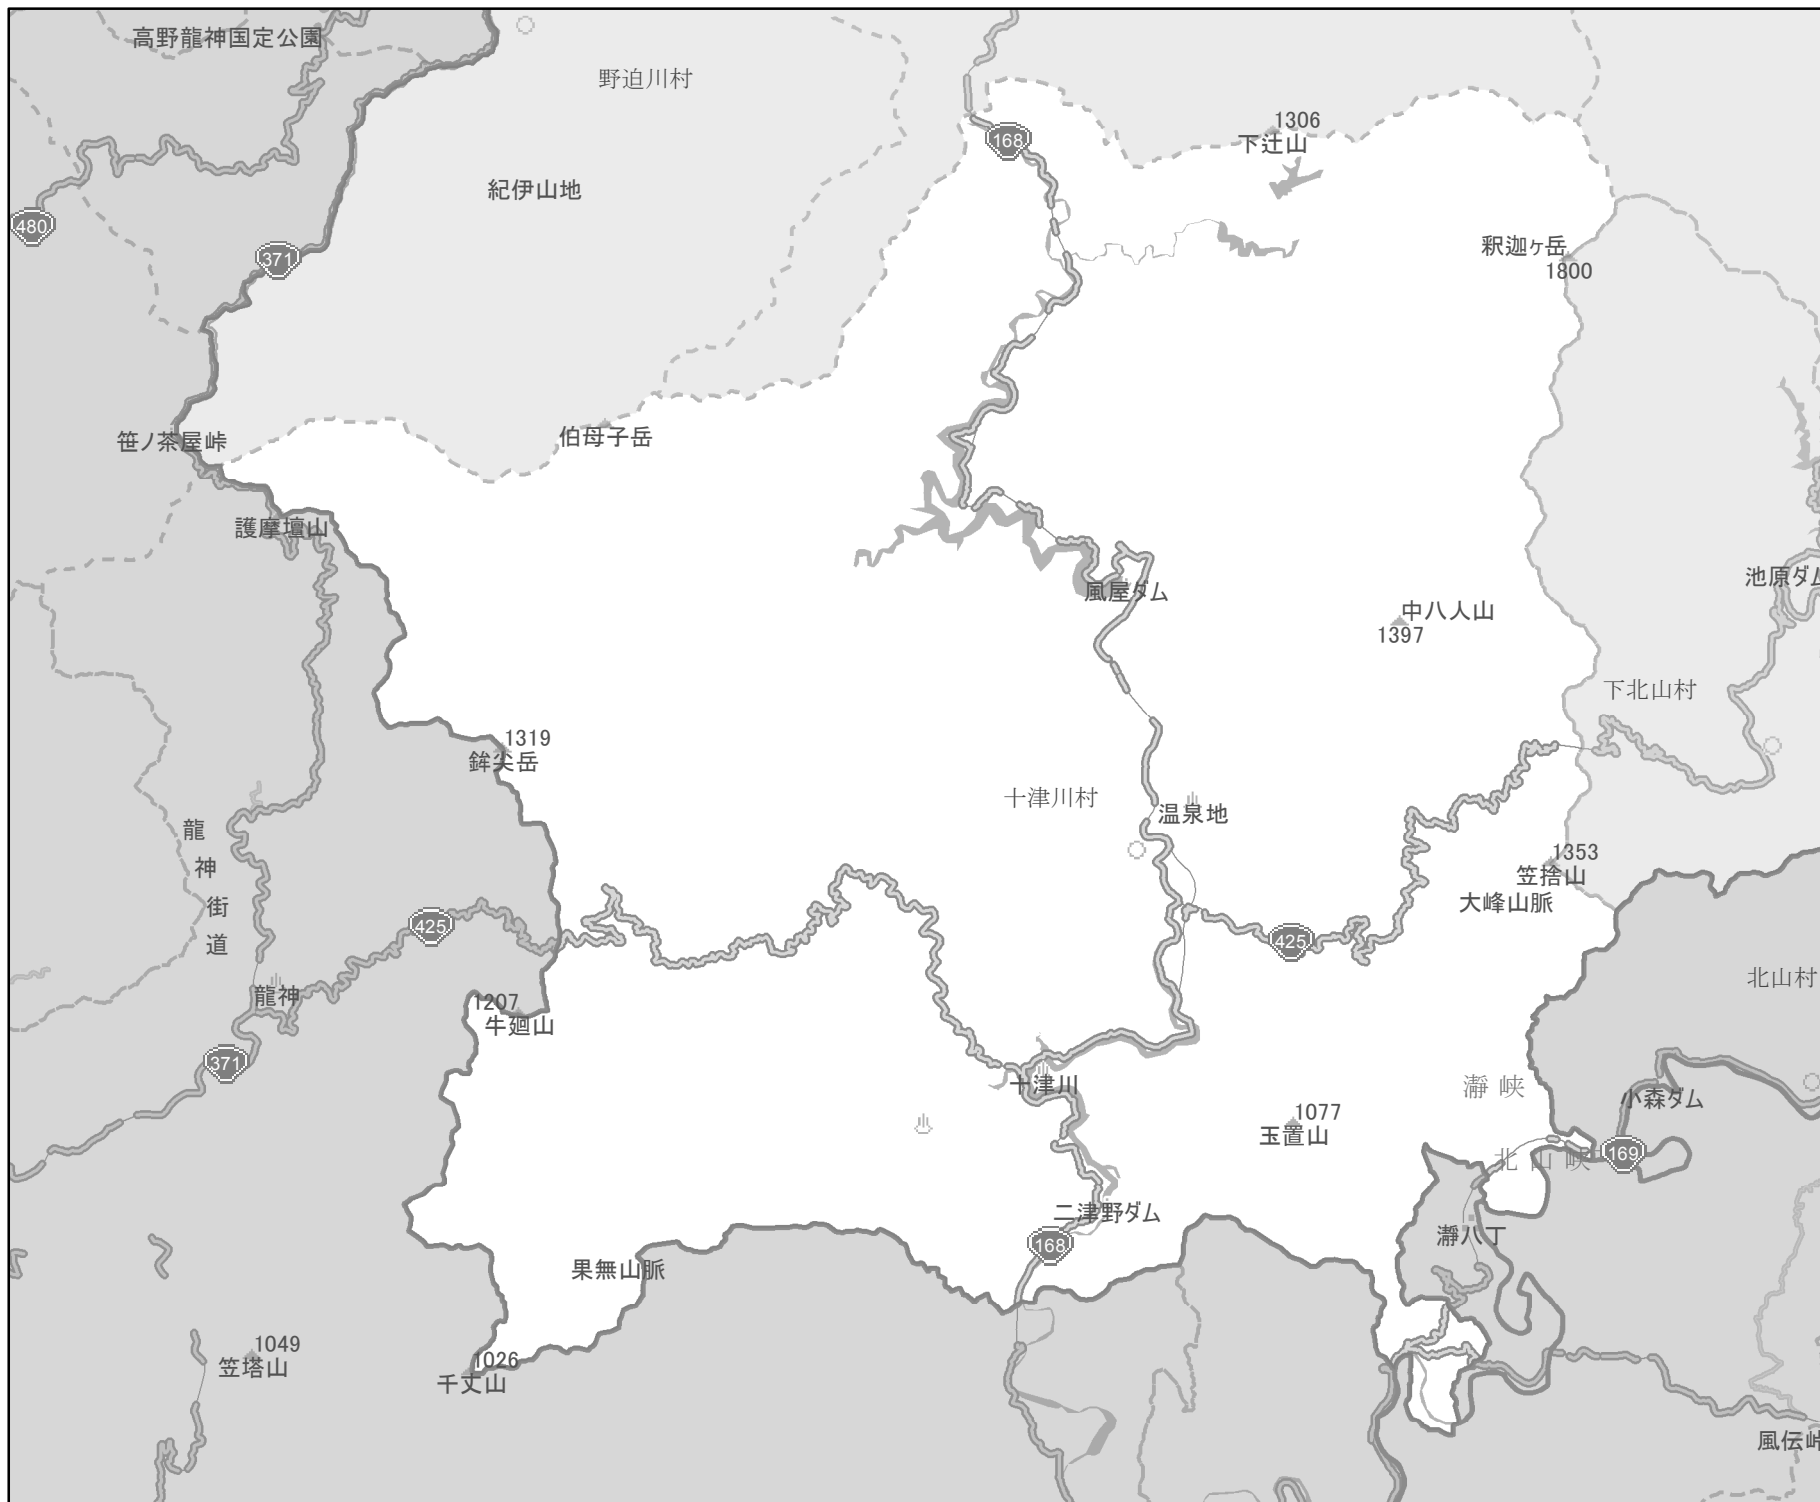 高野龍神国定公園
野迫川村
168
1306
下辻山
紀伊山地
480
371
釈迦ヶ岳
1800
笹ノ茶屋峠
伯母子岳
護摩壇山
池原ダム
風屋ダム
中八人山
1397
下北山村
1319
鉾尖岳
十津川村
温泉地
龍神街道
1353
笠捨山
大峰山脈
425
425
北山村
龍神
1207
牛廻山
371
十津川
瀞峡
小森ダム
1077
玉置山
169
北山峡
二津野ダム
168
瀞八丁
果無山脈
1049
笠塔山
1026
千丈山
風伝峠